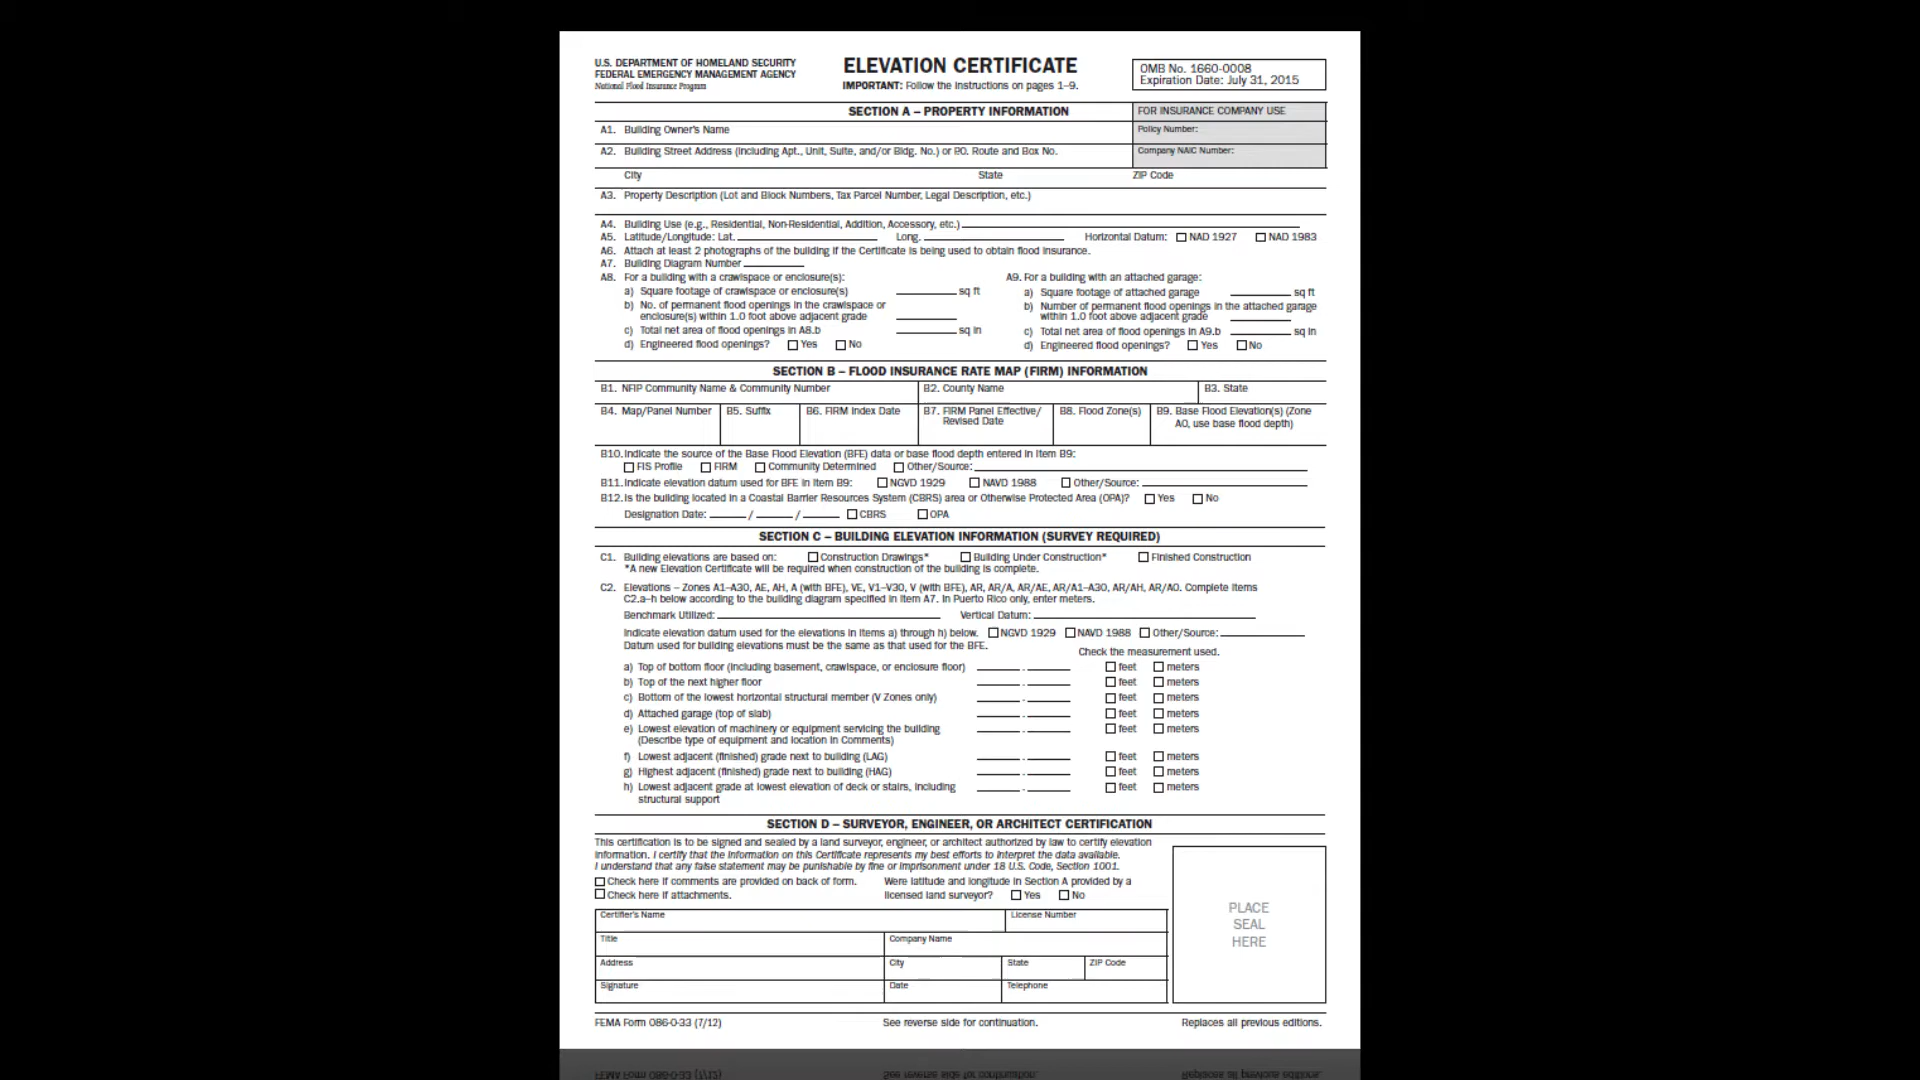 U.S. DEPARTMENT OF HOMELAND SECURITY
FEDERAL EMERGENCY MANAGEMENT AGENCY
National Flood Insurance Program
ELEVATION CERTIFICATE
IMPORTANT: Follow the instructions on pages 1–9.
OMB No. 1660-0008
Expiration Date: July 31, 2015
SECTION A – PROPERTY INFORMATION
FOR INSURANCE COMPANY USE
A1. Building Owner's Name
Policy Number:
A2. Building Street Address (including Apt., Unit, Suite, and/or Bldg. No.) or P.O. Route and Box No.
Company NAIC Number:
City State ZIP Code
A3. Property Description (Lot and Block Numbers, Tax Parcel Number, Legal Description, etc.)
A4. Building Use (e.g., Residential, Non-Residential, Addition, Accessory, etc.)
A5. Latitude/Longitude: Lat. Long. Horizontal Datum: NAD 1927 NAD 1983
A6. Attach at least 2 photographs of the building if the Certificate is being used to obtain flood insurance.
A7. Building Diagram Number
A8. For a building with a crawlspace or enclosure(s):
a) Square footage of crawlspace or enclosure(s) sq ft
b) No. of permanent flood openings in the crawlspace or
enclosure(s) within 1.0 foot above adjacent grade
c) Total net area of flood openings in A8.b sq in
d) Engineered flood openings? Yes No
A9. For a building with an attached garage:
a) Square footage of attached garage sq ft
b) Number of permanent flood openings in the attached garage
within 1.0 foot above adjacent grade
c) Total net area of flood openings in A9.b sq in
d) Engineered flood openings? Yes No
SECTION B – FLOOD INSURANCE RATE MAP (FIRM) INFORMATION
B1. NFIP Community Name & Community Number
B2. County Name
B3. State
B4. Map/Panel Number
B5. Suffix
B6. FIRM Index Date
B7. FIRM Panel Effective/
Revised Date
B8. Flood Zone(s)
B9. Base Flood Elevation(s) (Zone
AO, use base flood depth)
B10. Indicate the source of the Base Flood Elevation (BFE) data or base flood depth entered in Item B9:
FIS Profile FIRM Community Determined Other/Source:
B11. Indicate elevation datum used for BFE in Item B9: NGVD 1929 NAVD 1988 Other/Source:
B12. Is the building located in a Coastal Barrier Resources System (CBRS) area or Otherwise Protected Area (OPA)? Yes No
Designation Date: / / CBRS OPA
SECTION C – BUILDING ELEVATION INFORMATION (SURVEY REQUIRED)
C1. Building elevations are based on: Construction Drawings* Building Under Construction* Finished Construction
*A new Elevation Certificate will be required when construction of the building is complete.
C2. Elevations – Zones A1–A30, AE, AH, A (with BFE), VE, V1–V30, V (with BFE), AR, AR/A, AR/AE, AR/A1–A30, AR/AH, AR/AO. Complete Items
C2.a–h below according to the building diagram specified in Item A7. In Puerto Rico only, enter meters.
Benchmark Utilized: Vertical Datum:
Indicate elevation datum used for the elevations in items a) through h) below. NGVD 1929 NAVD 1988 Other/Source:
Datum used for building elevations must be the same as that used for the BFE.
Check the measurement used.
a) Top of bottom floor (including basement, crawlspace, or enclosure floor) . feet meters
b) Top of the next higher floor . feet meters
c) Bottom of the lowest horizontal structural member (V Zones only) . feet meters
d) Attached garage (top of slab) . feet meters
e) Lowest elevation of machinery or equipment servicing the building . feet meters
(Describe type of equipment and location in Comments)
f) Lowest adjacent (finished) grade next to building (LAG) . feet meters
g) Highest adjacent (finished) grade next to building (HAG) . feet meters
h) Lowest adjacent grade at lowest elevation of deck or stairs, including . feet meters
structural support
SECTION D – SURVEYOR, ENGINEER, OR ARCHITECT CERTIFICATION
This certification is to be signed and sealed by a land surveyor, engineer, or architect authorized by law to certify elevation
information. I certify that the information on this Certificate represents my best efforts to interpret the data available.
I understand that any false statement may be punishable by fine or imprisonment under 18 U.S. Code, Section 1001.
Check here if comments are provided on back of form.
Check here if attachments.
Were latitude and longitude in Section A provided by a
licensed land surveyor? Yes No
PLACE
SEAL
HERE
Certifier's Name License Number
Title Company Name
Address City State ZIP Code
Signature Date Telephone
FEMA Form 086-0-33 (7/12) See reverse side for continuation. Replaces all previous editions.